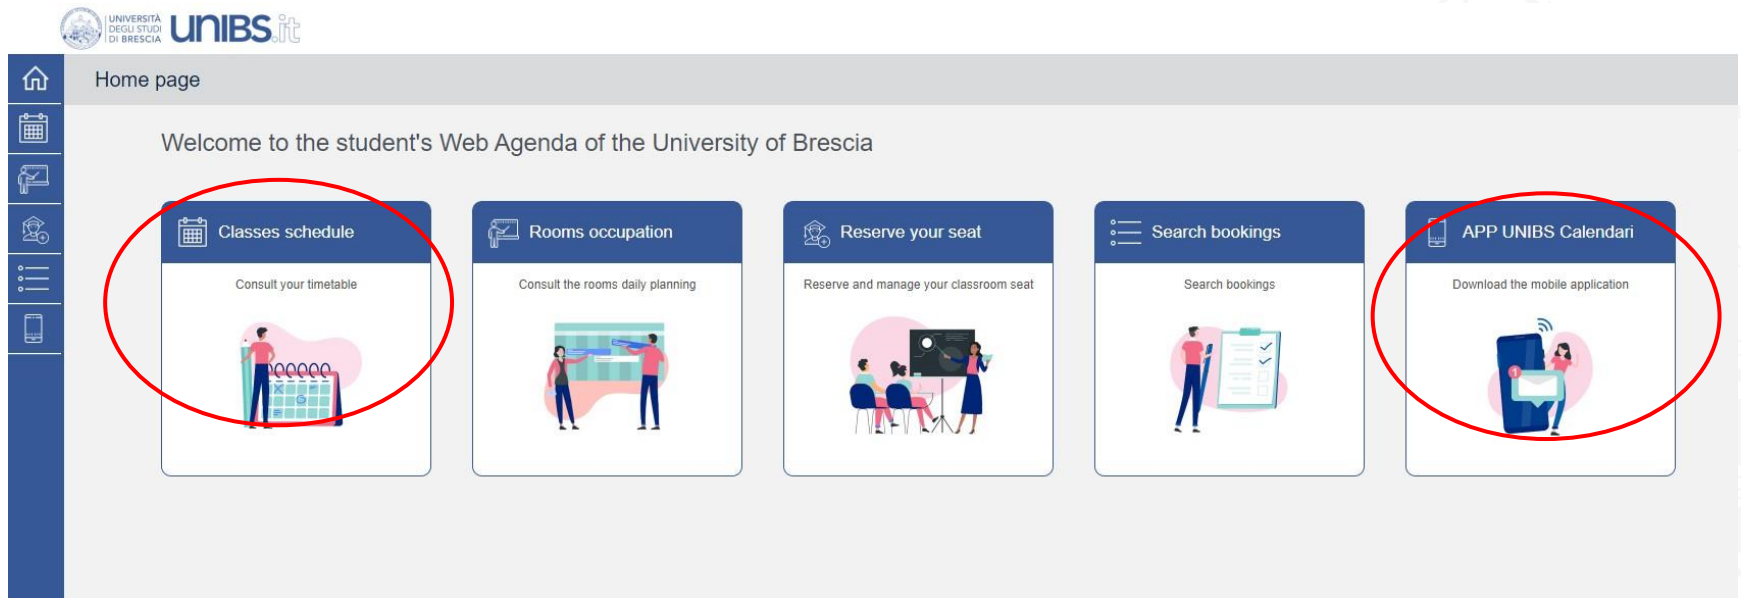 UNIVERSITÀ
DEGLI STUDI
DI BRESCIA
UNIBS.it
Home page
Welcome to the student's Web Agenda of the University of Brescia
Classes schedule
Consult your timetable
Rooms occupation
Consult the rooms daily planning
Reserve your seat
Reserve and manage your classroom seat
Search bookings
Search bookings
APP UNIBS Calendari
Download the mobile application
1